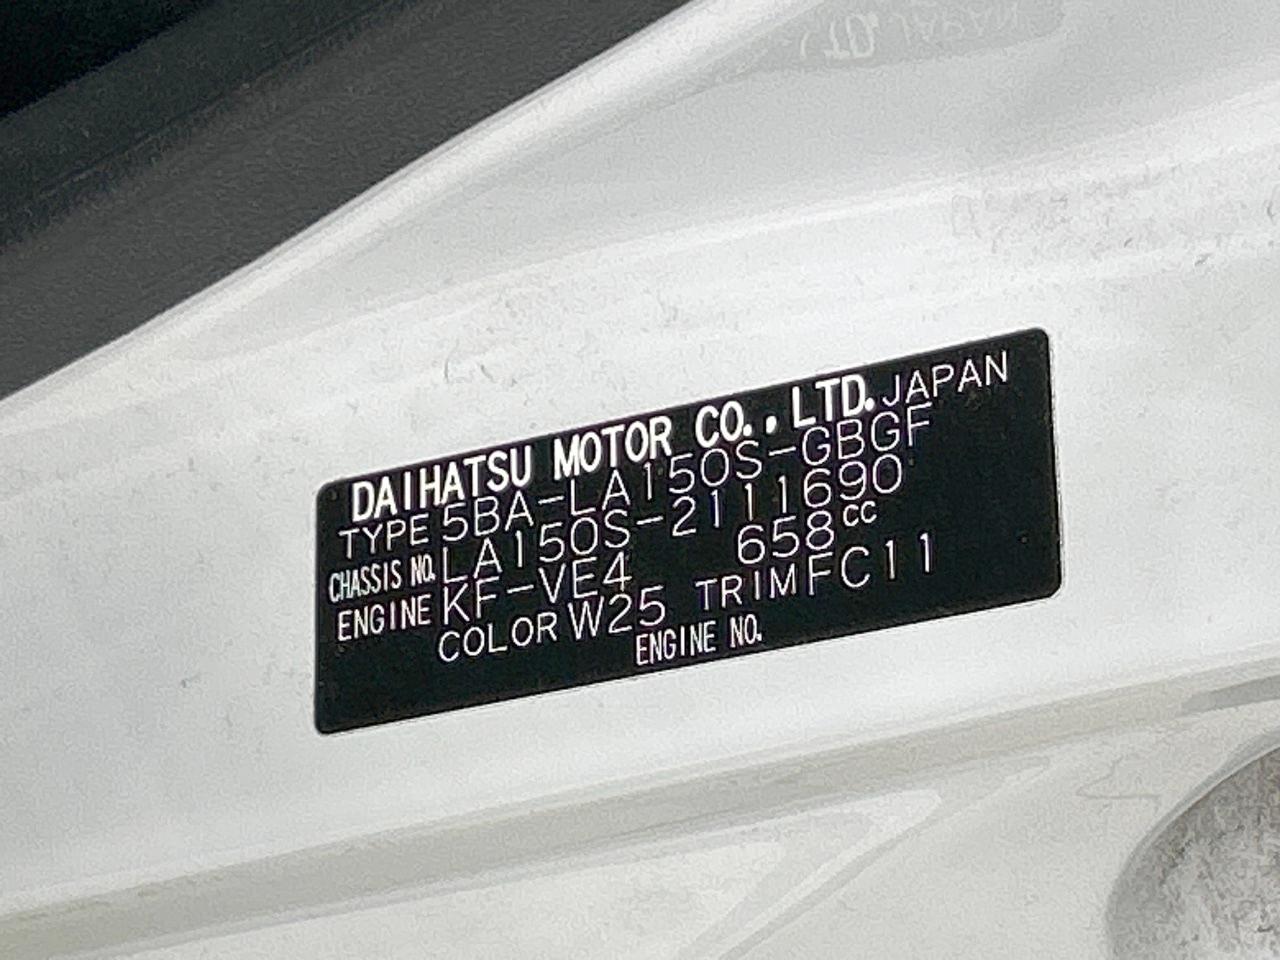 DAIHATSU MOTOR CO.,LTD. JAPAN
TYPE 5BA-LA150S-GBGF
CHASSIS NO. LA150S-2111690
ENGINE KF-VE4 658cc
COLOR W25 TRIM FC11
ENGINE NO.